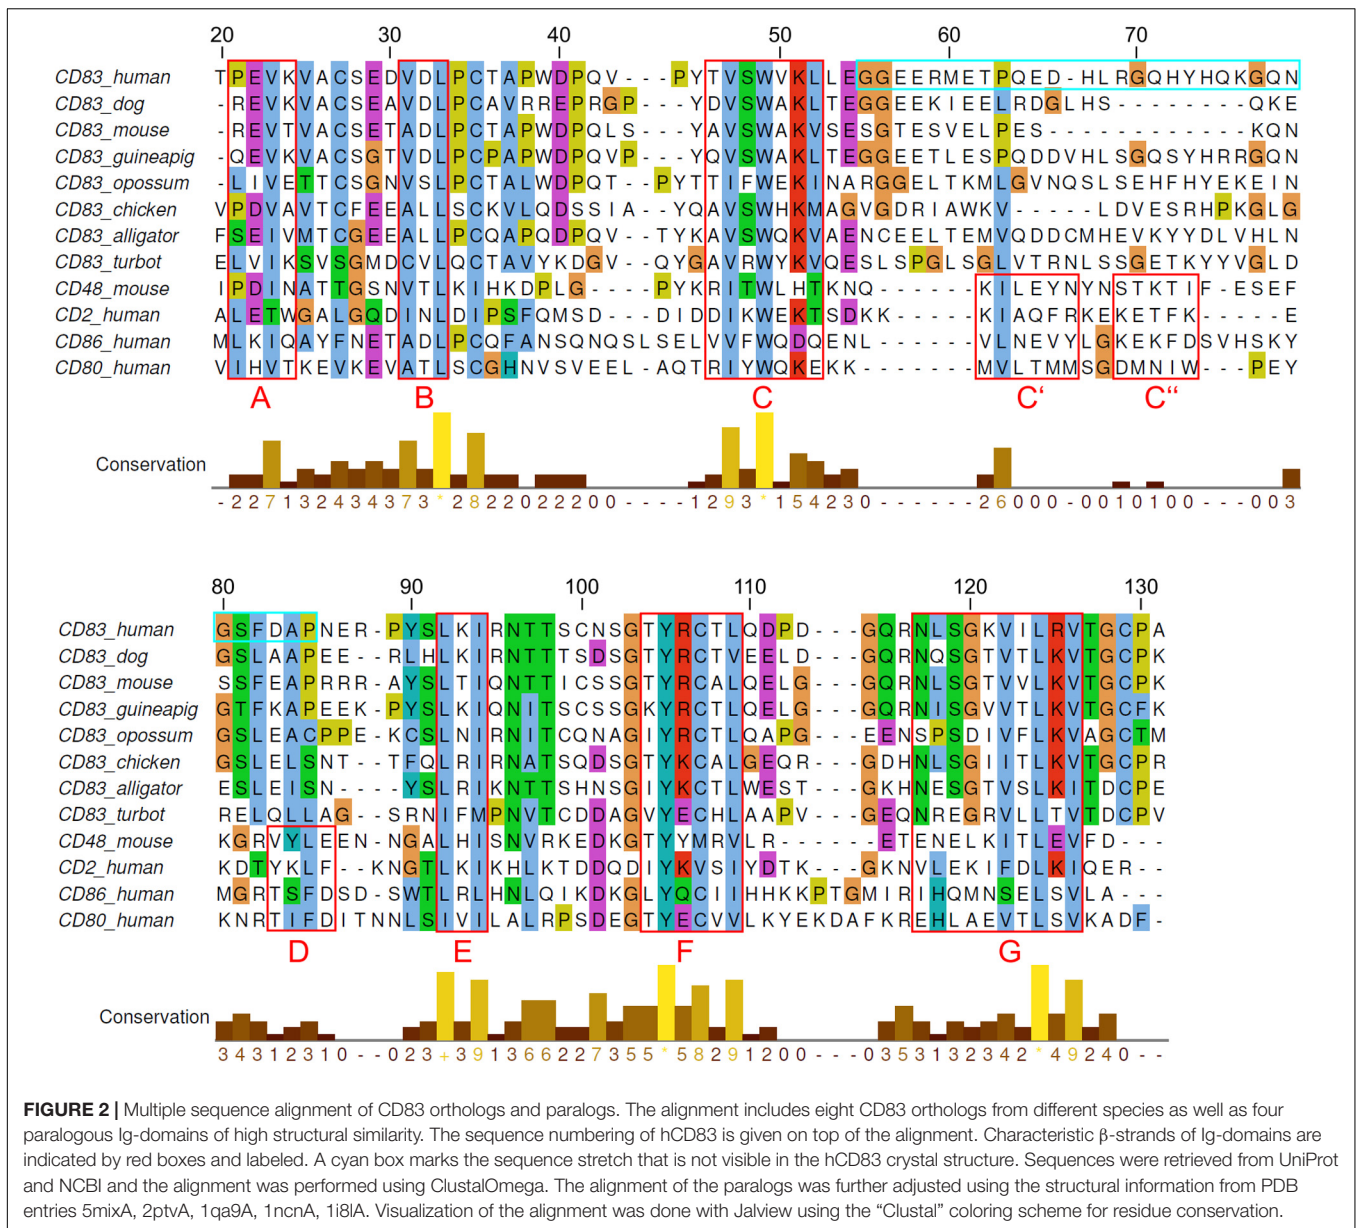 20 30 40 50 60 70
CD83_human TPEVKVACSEDVDLPCTAPWDPQV---PYTVSWVKLLEGGEERMETPQED-HLRGQHYHQKGQN
CD83_dog -REVKVACSEAVDLPCAVRREPRGP---YDVSWAKLTEGGEEKIEELRDGLHS--------QKE
CD83_mouse -REVTVACSETADLPCTAPWDPQLS---YAVSWAKVSESGTESVELPES------------KQN
CD83_guineapig -QEVKVACSGTVDLPCPAPWDPQVP---YQVSWAKLTEGGEETLESPQDDVHLSGQSYHRRGQN
CD83_opossum -LIVETTCSGNVSLPCTALWDPQT--PYTTIFWEKINARGGELTKMLGVNQSLSEHFHYEKEIN
CD83_chicken VPDVAVTCFEEALLSCKVLQDSSIA--YQAVSWHKMAGVGDRIAWKV-----LDVESRHPKGLG
CD83_alligator FSEIVMTCGEEALLPCQAPQDPQV--TYKAVSWQKVAENCEELTEMVQDDCMHEVKYYDLVHLN
CD83_turbot ELVIKSVSGMDCVLQCTAVYKDGV--QYGAVRWYKVQESLSPGLSGLVTRNLSSGETKYYVGLD
CD48_mouse IPDINATTGSNVTLKIHKDPLG----PYKRITWLHTKNQ------KILEYNYNSTKTIF-ESEF
CD2_human ALETWGALGQDINLDIPSFQMSD---DIDDIKWEKTSDKK-----KIAQFRKEKETFK-----E
CD86_human MLKIQAYFNETADLPCQFANSQNQSLSELVVFWQDQENL------VLNEVYLGKEKFDSVHSKY
CD80_human VIHVTKEVKEVATLSCGHNVSVEEL-AQTRIYWQKEKK-------MVLTMMSGDMNIW---PEY
A B C C' C"
Conservation
-227132434373*2822022200----1293*154230------26000-0010100---003
80 90 100 110 120 130
CD83_human GSFDAPNER-PYSLKIRNTTSCNSGTYRCTLQDPD---GQRNLSGKVILRVTGCPA
CD83_dog GSLAAPEE--RLHLKIRNTTTSDSGTYRCTVEELD---GQRNQSGTVTLKVTGCPK
CD83_mouse SSFEAPRRR-AYSLTIQNTTICSSGTYRCALQELG---GQRNLSGTVVLKVTGCPK
CD83_guineapig GTFKAPEEK-PYSLKIQNITSCSSGKYRCTLQELG---GQRNISGVVTLKVTGCFK
CD83_opossum GSLEACPPE-KCSLNIRNITCQNAGIYRCTLQAPG---EENSPSDIVFLKVAGCTM
CD83_chicken GSLELSNT--TFQLRIRNATSQDSGTYKCALGEQR---GDHNLSGIITLKVTGCPR
CD83_alligator ESLEISN----YSLRIKNTTSHNSGIYKCTLWEST---GKHNESGTVSLKITDCPE
CD83_turbot RELQLLAG--SRNIFMPNVTCDDAGVYECHLAAPV---GEQNREGRVLLTVTDCPV
CD48_mouse KGRVYLEEN-NGALHISNVRKEDKGTYYMRVLR-----ETENELKITLEVFD---
CD2_human KDTYKLF--KNGTLKIKHLKTDDQDIYKVSIYDTK---GKNVLEKIFDLKIQER--
CD86_human MGRTSFDSD-SWTLRLHNLQIKDKGLYQCIIHHKKPTGMIRIHQMNSELSVLA---
CD80_human KNRTIFDITNNLSIVILALRPSDEGTYECVVLKYEKDAFKREHLAEVTLSVKADF-
D E F G
Conservation
34312310--023+3913662273 55*582912 00---0353132342*49240--
FIGURE 2 | Multiple sequence alignment of CD83 orthologs and paralogs. The alignment includes eight CD83 orthologs from different species as well as four
paralogous Ig-domains of high structural similarity. The sequence numbering of hCD83 is given on top of the alignment. Characteristic β-strands of Ig-domains are
indicated by red boxes and labeled. A cyan box marks the sequence stretch that is not visible in the hCD83 crystal structure. Sequences were retrieved from UniProt
and NCBI and the alignment was performed using ClustalOmega. The alignment of the paralogs was further adjusted using the structural information from PDB
entries 5mixA, 2ptvA, 1qa9A, 1ncnA, 1i8lA. Visualization of the alignment was done with Jalview using the “Clustal” coloring scheme for residue conservation.